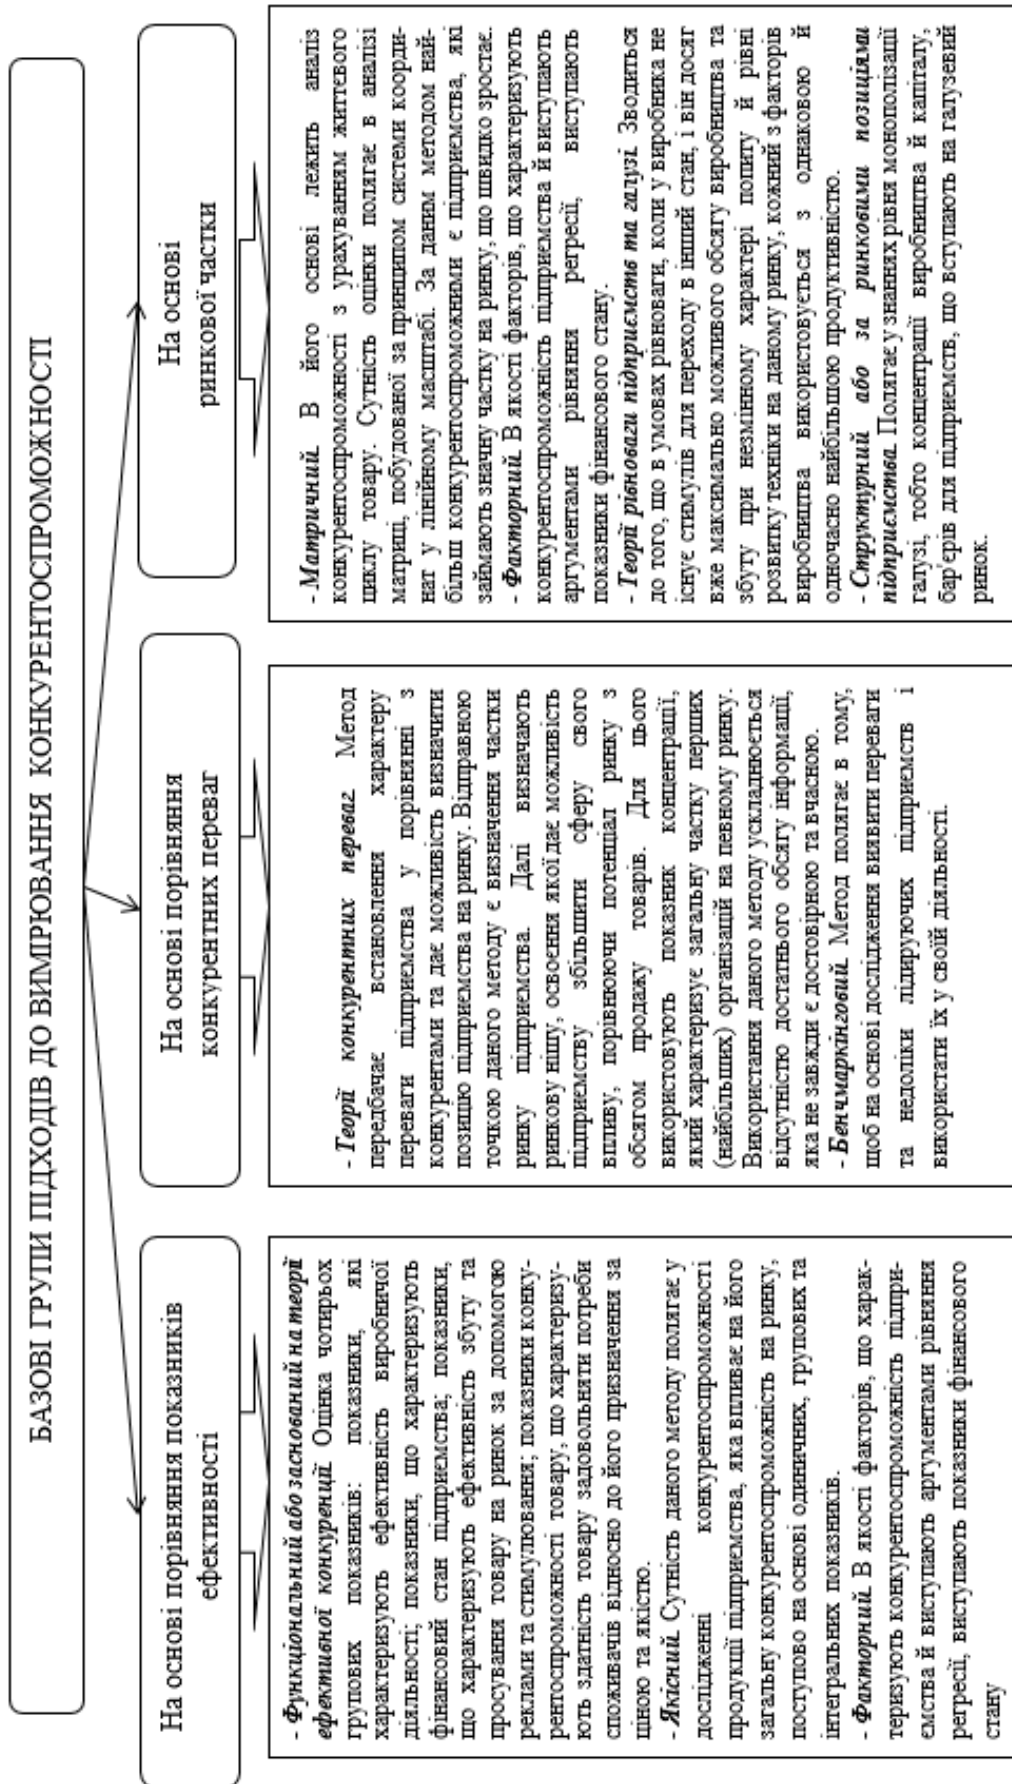 БАЗОВІ ГРУПИ ПІДХОДІВ ДО ВИМІРЮВАННЯ КОНКУРЕНТОСПРОМОЖНОСТІ
На основі порівняння показників
ефективності
- Функціональний або заснований на теорії
ефективної конкуренції. Оцінка чотирьох
групових показників: показники, які
характеризують ефективність виробничої
діяльності; показники, що характеризують
фінансовий стан підприємства; показники,
що характеризують ефективність збуту та
просування товару на ринок за допомогою
реклами та стимулювання; показники конку-
рентоспроможності товару, що характеризу-
ють здатність товару задовольняти потреби
споживачів відносно до його призначення за
ціною та якістю.
- Якісний. Сутність даного методу полягає у
дослідженні конкурентоспроможності
продукції підприємства, яка впливає на його
загальну конкурентоспроможність на ринку,
поступово на основі одиничних, групових та
інтегральних показників.
- Факторний. В якості факторів, що харак-
теризують конкурентоспроможність підпри-
ємства й виступають аргументами рівняння
регресії, виступають показники фінансового
стану
На основі порівняння
конкурентних переваг
- Теорії конкурентних переваг. Метод
передбачає встановлення характеру
переваги підприємства у порівнянні з
конкурентами та дає можливість визначити
позицію підприємства на ринку. Відправною
точкою даного методу є визначення частки
ринку підприємства. Далі визначають
ринкову нішу, освоєння якої дає можливість
підприємству збільшити сферу свого
впливу, порівнюючи потенціал ринку з
обсягом продажу товарів. Для цього
використовують показник концентрації,
який характеризує загальну частку перших
(найбільших) організацій на певному ринку.
Використання даного методу ускладнюється
відсутністю достатнього обсягу інформації,
яка не завжди є достовірною та вчасною.
- Бенчмаркінговий. Метод полягає в тому,
щоб на основі дослідження виявити переваги
та недоліки лідируючих підприємств і
використати їх у своїй діяльності.
На основі
ринкової частки
- Матричний. В його основі лежить аналіз
конкурентоспроможності з урахуванням життєвого
циклу товару. Сутність оцінки полягає в аналізі
матриці, побудованої за принципом системи коорди-
нат у лінійному масштабі. За даним методом най-
більш конкурентоспроможними є підприємства, які
займають значну частку на ринку, що швидко зростає.
- Факторний. В якості факторів, що характеризують
конкурентоспроможність підприємства й виступають
аргументами рівняння регресії, виступають
показники фінансового стану.
- Теорії рівноваги підприємств та галузі. Зводиться
до того, що в умовах рівноваги, коли у виробника не
існує стимулів для переходу в інший стан, і він досяг
вже максимально можливого обсягу виробництва та
збуту при незмінному характері попиту й рівні
розвитку техніки на даному ринку, кожний з факторів
виробництва використовується з однаковою й
одночасно найбільшою продуктивністю.
- Структурний або за ринковими позиціями
підприємства. Полягає у знаннях рівня монополізації
галузі, тобто концентрації виробництва й капіталу,
бар'єрів для підприємств, що вступають на галузевий
ринок.